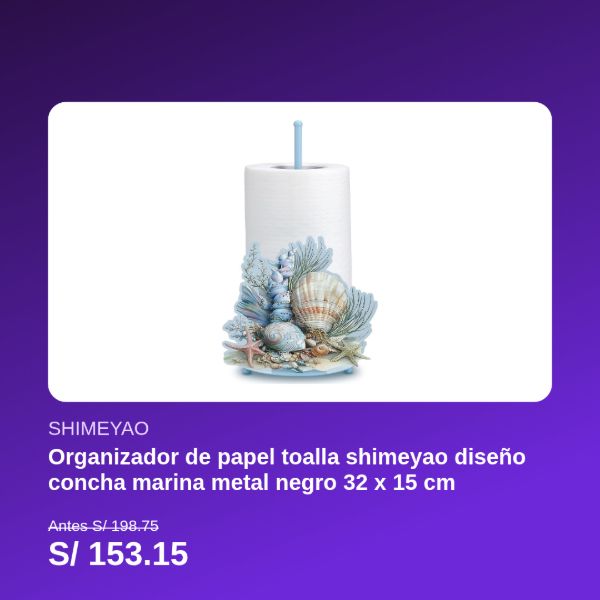 SHIMEYAO
Organizador de papel toalla shimeyao diseño
concha marina metal negro 32 x 15 cm
Antes S/ 198.75
S/ 153.15